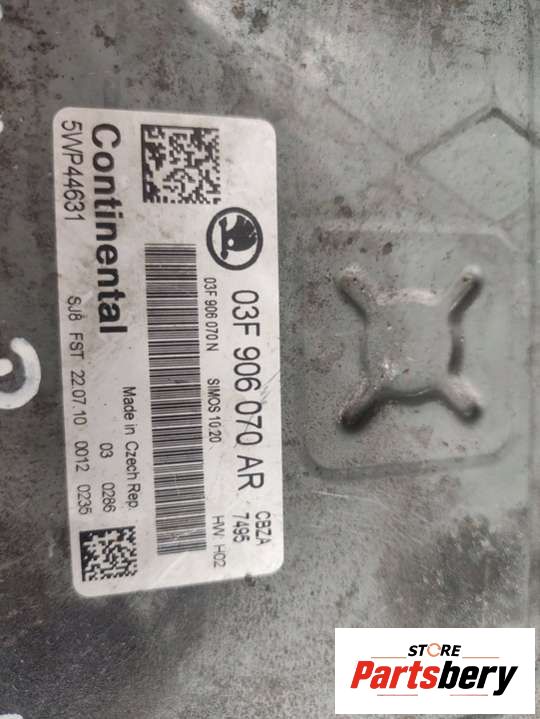 03F 906 070 AR
CBZA
7495
03F 906 070 N
SIMOS 10.20
HW: H02
Continental
5WP44631
Made in Czech Rep.
03 0286
SJ8 FST 22.07.10 0012 0235
STORE
Partsbery